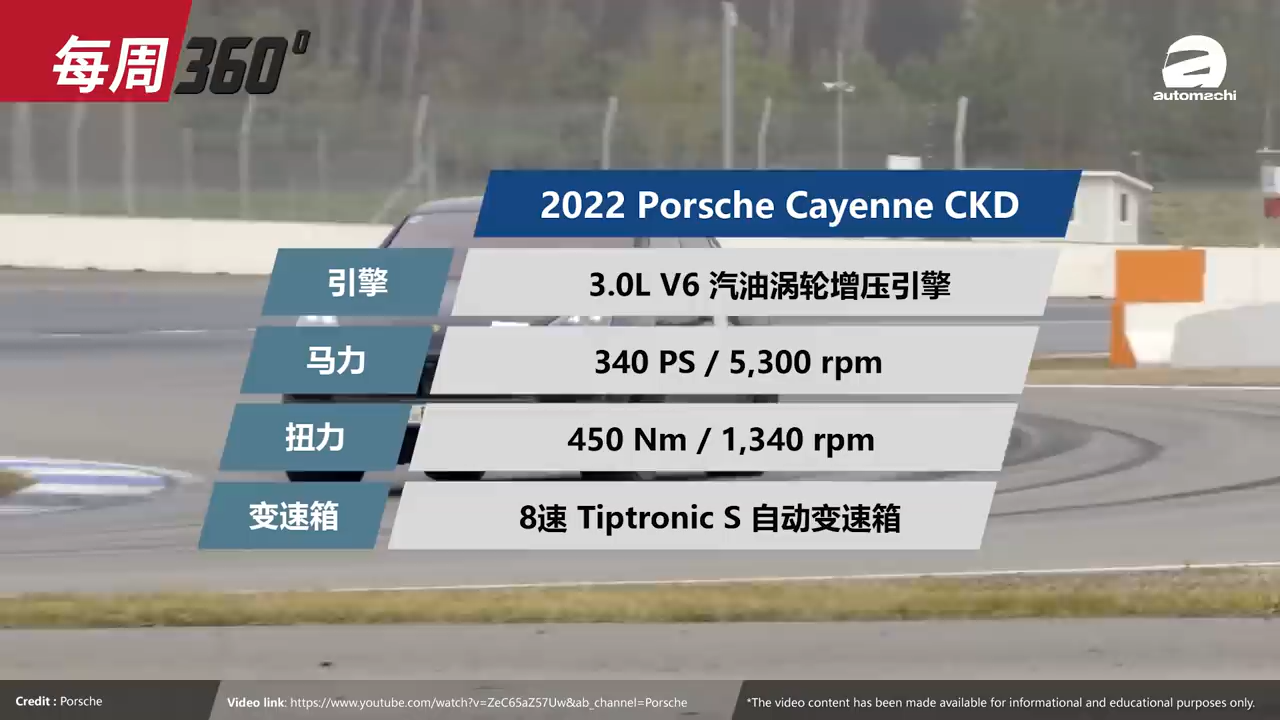 每周360°
automachi
2022 Porsche Cayenne CKD
引擎 3.0L V6 汽油涡轮增压引擎
马力 340 PS / 5,300 rpm
扭力 450 Nm / 1,340 rpm
变速箱 8速 Tiptronic S 自动变速箱
Credit : Porsche
Video link: https://www.youtube.com/watch?v=ZeC65aZ57Uw&ab_channel=Porsche
*The video content has been made available for informational and educational purposes only.